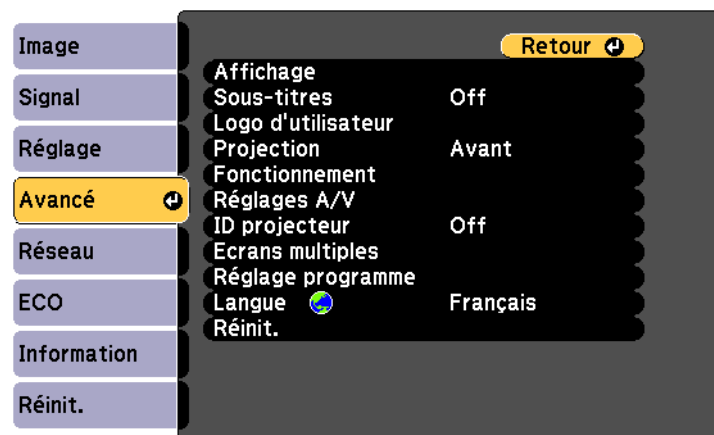 Image
Signal
Réglage
Avancé
Réseau
ECO
Information
Réinit.
Retour
Affichage
Sous-titres Off
Logo d'utilisateur
Projection Avant
Fonctionnement
Réglages A/V
ID projecteur Off
Ecrans multiples
Réglage programme
Langue Français
Réinit.